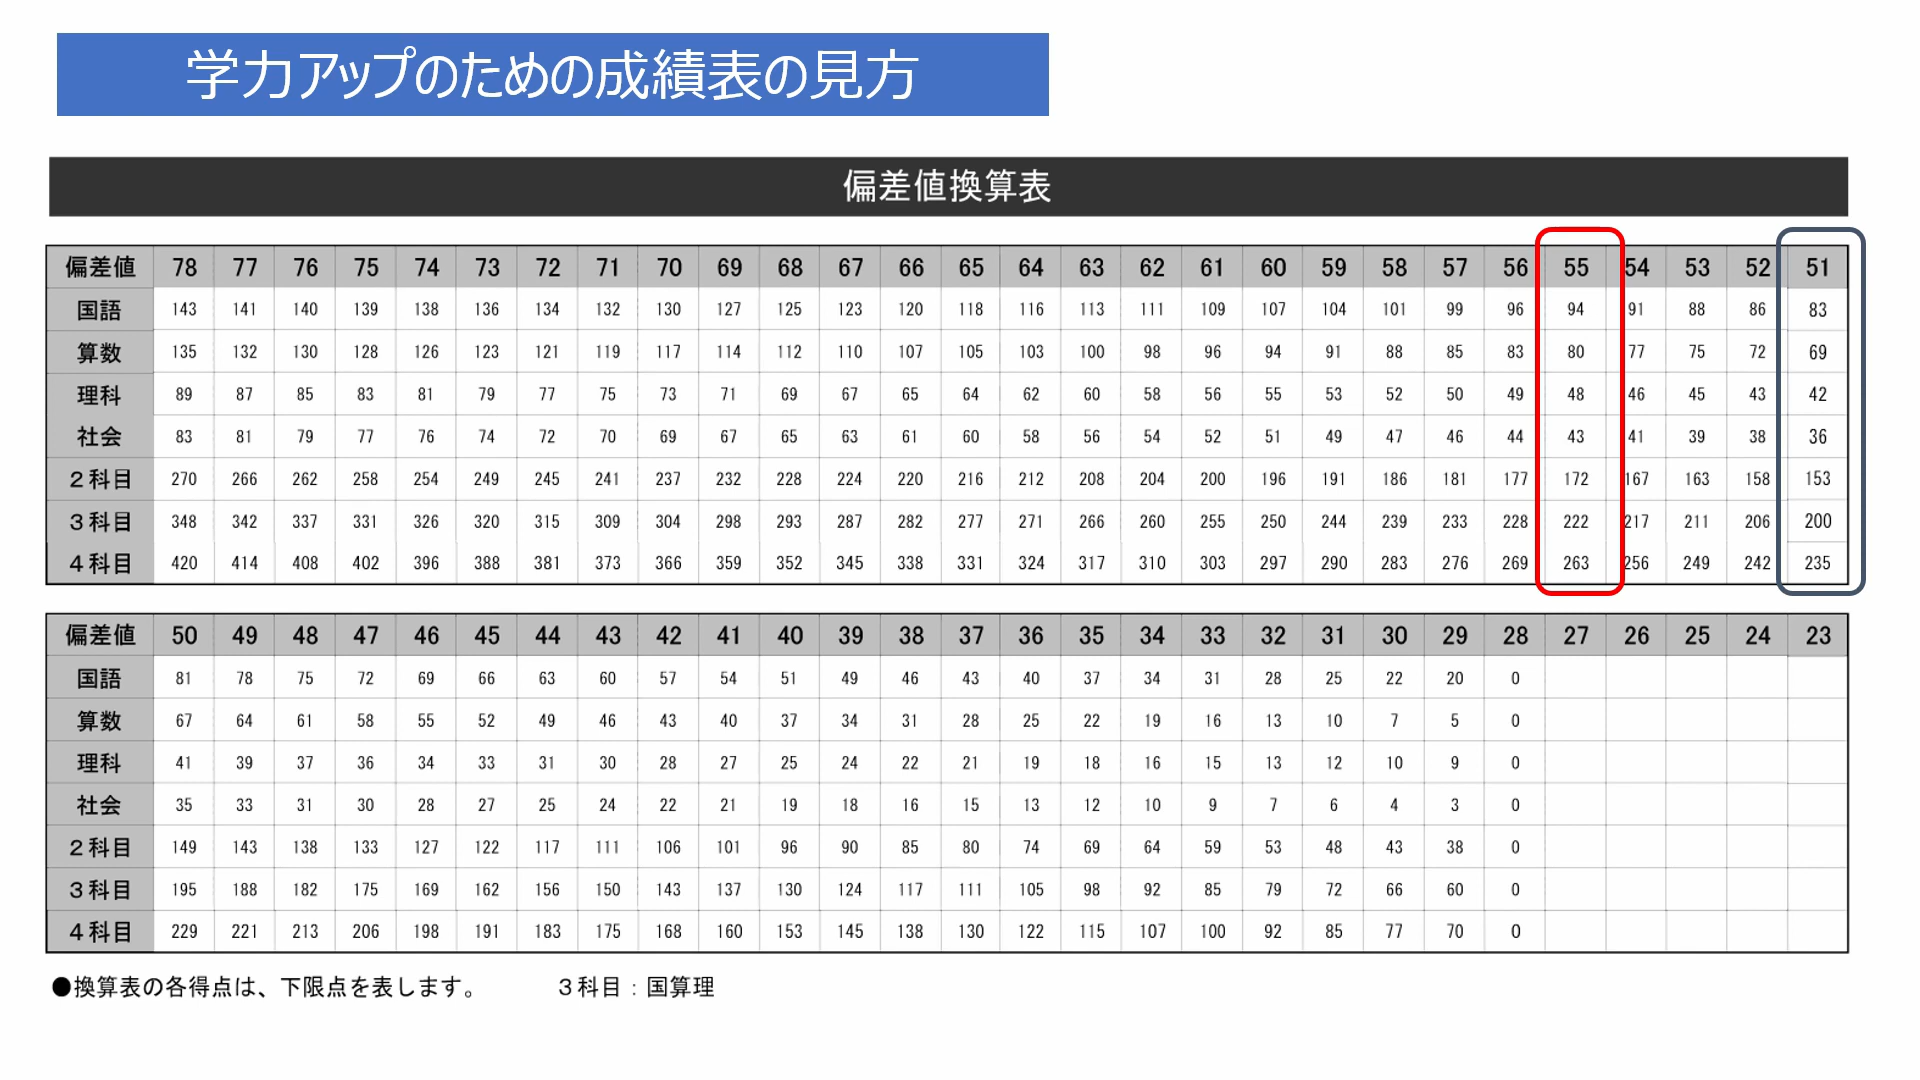 学力アップのための成績表の見方
偏差値換算表
偏差値 78 77 76 75 74 73 72 71 70 69 68 67 66 65 64 63 62 61 60 59 58 57 56 55 54 53 52 51
国語 143 141 140 139 138 136 134 132 130 127 125 123 120 118 116 113 111 109 107 104 101 99 96 94 91 88 86 83
算数 135 132 130 128 126 123 121 119 117 114 112 110 107 105 103 100 98 96 94 91 88 85 83 80 77 75 72 69
理科 89 87 85 83 81 79 77 75 73 71 69 67 65 64 62 60 58 56 55 53 52 50 49 48 46 45 43 42
社会 83 81 79 77 76 74 72 70 69 67 65 63 61 60 58 56 54 52 51 49 47 46 44 43 41 39 38 36
２科目 270 266 262 258 254 249 245 241 237 232 228 224 220 216 212 208 204 200 196 191 186 181 177 172 167 163 158 153
３科目 348 342 337 331 326 320 315 309 304 298 293 287 282 277 271 266 260 255 250 244 239 233 228 222 217 211 206 200
４科目 420 414 408 402 396 388 381 373 366 359 352 345 338 331 324 317 310 303 297 290 283 276 269 263 256 249 242 235
偏差値 50 49 48 47 46 45 44 43 42 41 40 39 38 37 36 35 34 33 32 31 30 29 28 27 26 25 24 23
国語 81 78 75 72 69 66 63 60 57 54 51 49 46 43 40 37 34 31 28 25 22 20 0
算数 67 64 61 58 55 52 49 46 43 40 37 34 31 28 25 22 19 16 13 10 7 5 0
理科 41 39 37 36 34 33 31 30 28 27 25 24 22 21 19 18 16 15 13 12 10 9 0
社会 35 33 31 30 28 27 25 24 22 21 19 18 16 15 13 12 10 9 7 6 4 3 0
２科目 149 143 138 133 127 122 117 111 106 101 96 90 85 80 74 69 64 59 53 48 43 38 0
３科目 195 188 182 175 169 162 156 150 143 137 130 124 117 111 105 98 92 85 79 72 66 60 0
４科目 229 221 213 206 198 191 183 175 168 160 153 145 138 130 122 115 107 100 92 85 77 70 0
●換算表の各得点は、下限点を表します。 ３科目：国算理